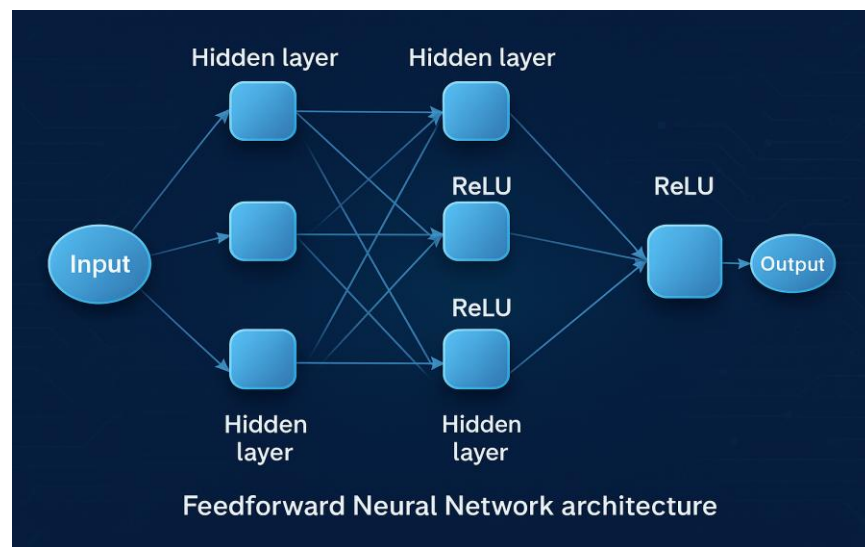 Hidden layer
Hidden layer
ReLU
ReLU
Input
Output
ReLU
Hidden
layer
Hidden
layer
Feedforward Neural Network architecture